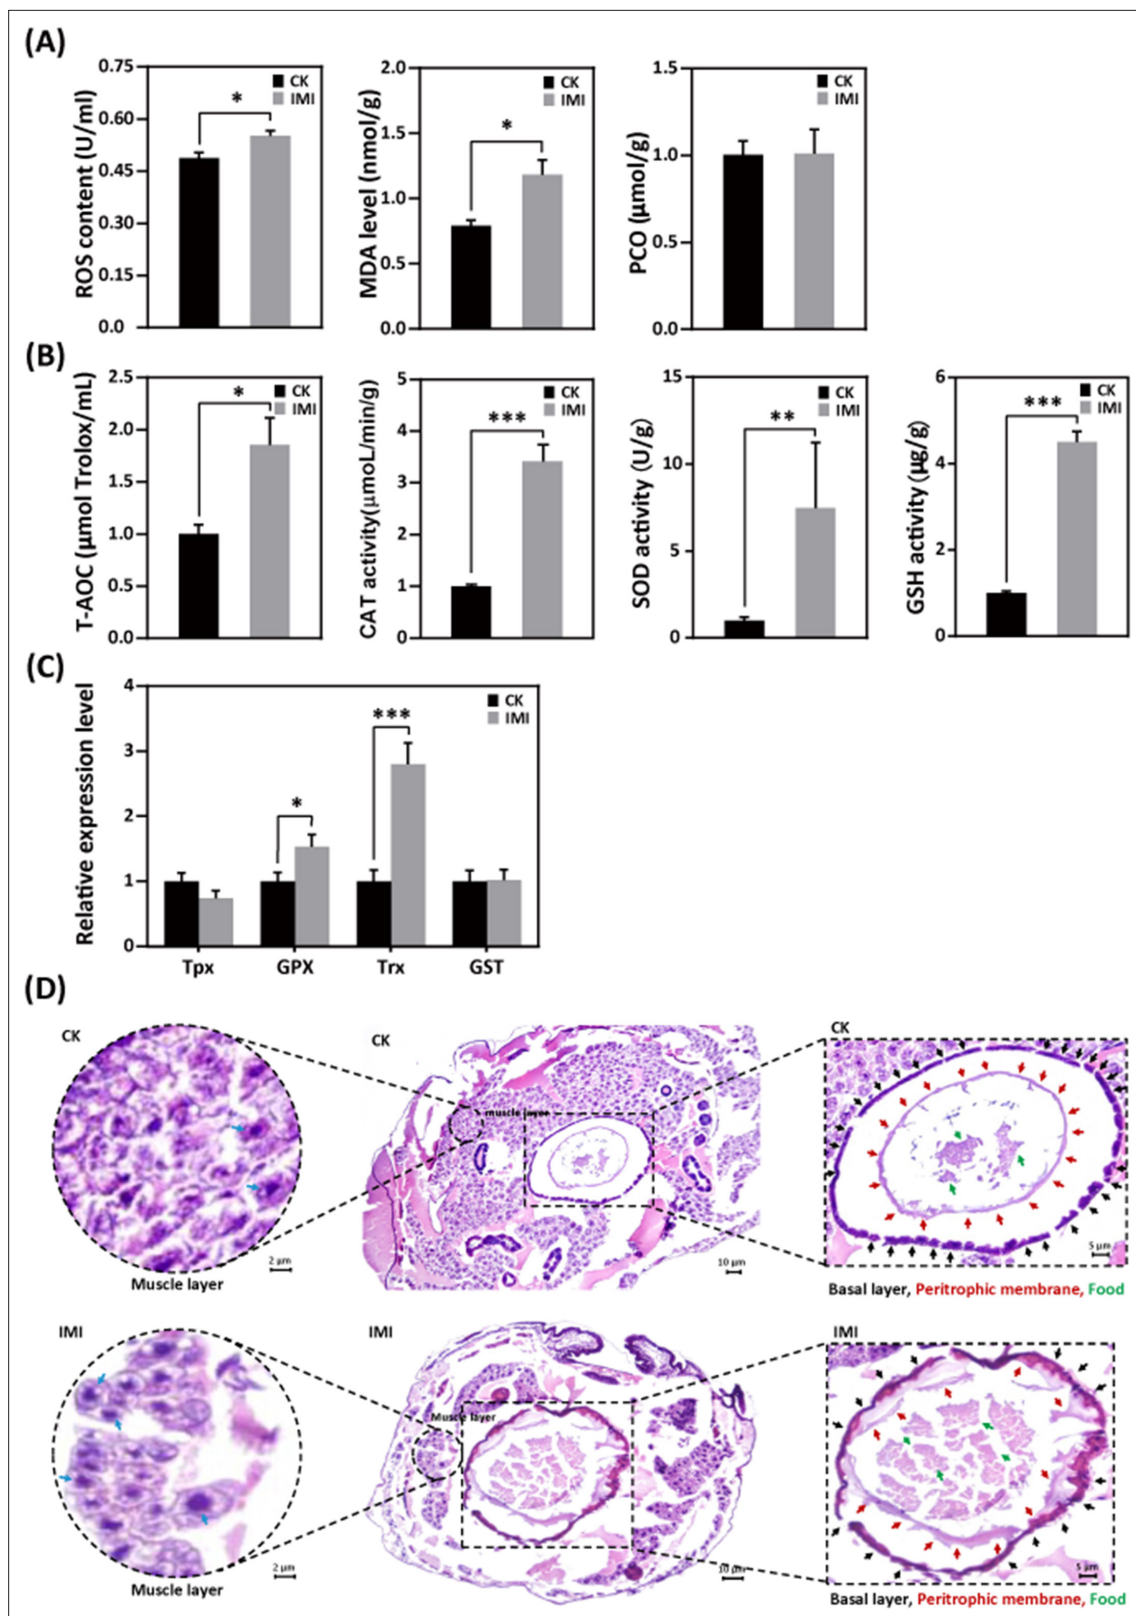 (A)
ROS content (U/ml)
0.75
0.60
0.45
0.30
0.15
0.0
CK
IMI
*
MDA level (nmol/g)
2.0
1.5
1.0
0.5
0.0
CK
IMI
*
PCO (μmol/g)
1.5
1.0
0.5
0.0
CK
IMI
(B)
T-AOC (μmol Trolox/mL)
2.5
2.0
1.5
1.0
0.5
0.0
CK
IMI
*
CAT activity(μmoL/min/g)
5
4
3
2
1
0
CK
IMI
***
SOD activity (U/g)
15
10
5
0
CK
IMI
**
GSH activity (μg/g)
6
4
2
0
CK
IMI
***
(C)
Relative expression level
4
3
2
1
0
CK
IMI
*
***
Tpx GPX Trx GST
(D)
CK
2 μm
Muscle layer
CK
muscle layer
10 μm
CK
5 μm
Basal layer, Peritrophic membrane, Food
IMI
2 μm
Muscle layer
IMI
Muscle layer
10 μm
IMI
5 μm
Basal layer, Peritrophic membrane, Food